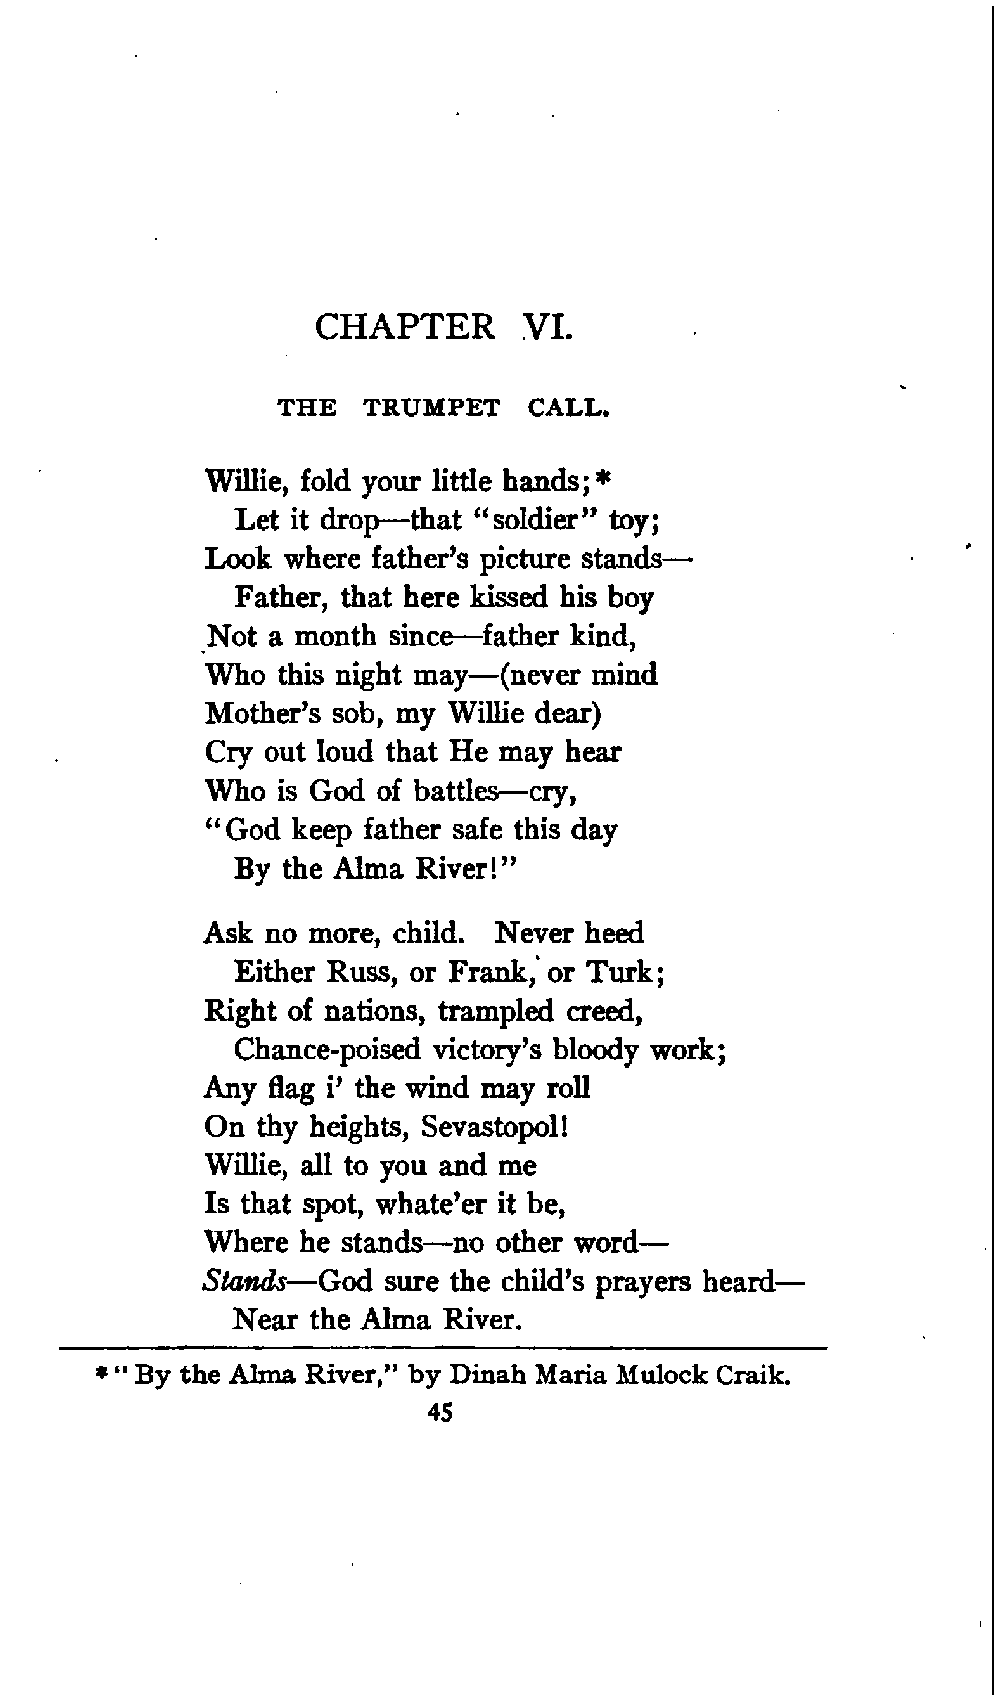 CHAPTER VI.
THE TRUMPET CALL.
Willie, fold your little hands;*
Let it drop—that "soldier" toy;
Look where father's picture stands—
Father, that here kissed his boy
Not a month since—father kind,
Who this night may—(never mind
Mother's sob, my Willie dear)
Cry out loud that He may hear
Who is God of battles—cry,
"God keep father safe this day
By the Alma River!"
Ask no more, child. Never heed
Either Russ, or Frank, or Turk;
Right of nations, trampled creed,
Chance-poised victory's bloody work;
Any flag i' the wind may roll
On thy heights, Sevastopol!
Willie, all to you and me
Is that spot, whate'er it be,
Where he stands—no other word—
Stands—God sure the child's prayers heard—
Near the Alma River.
*"By the Alma River," by Dinah Maria Mulock Craik.
45